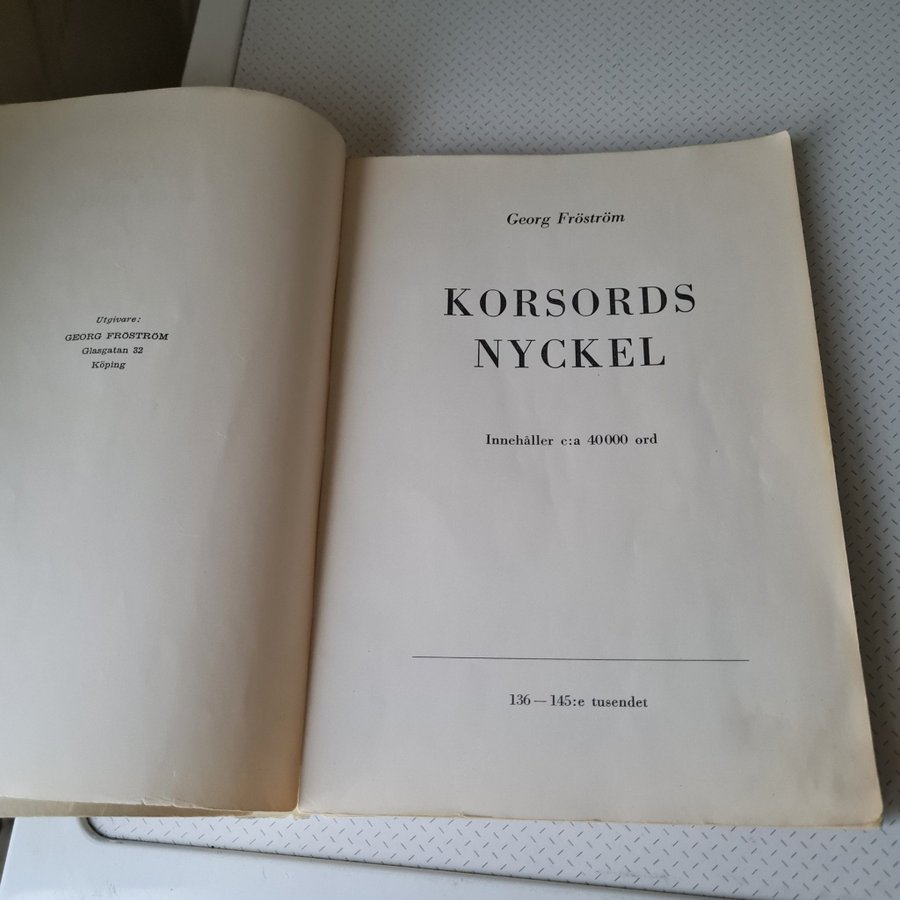 Utgivare:
GEORG FRÖSTRÖM
Glasgatan 32
Köping
Georg Fröström
KORSORDS
NYCKEL
Innehåller c:a 40000 ord
136 — 145:e tusendet